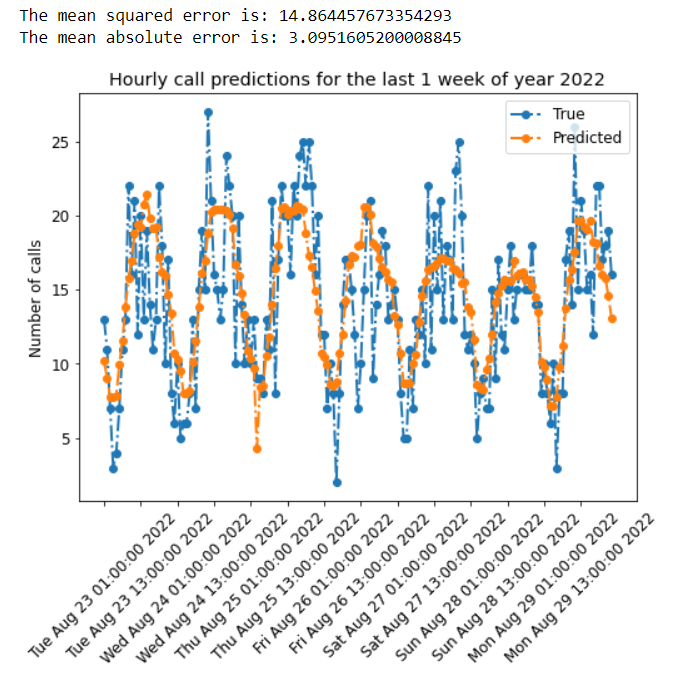 The mean squared error is: 14.864457673354293
The mean absolute error is: 3.0951605200008845
Hourly call predictions for the last 1 week of year 2022
True
Predicted
Number of calls
25
20
15
10
5
Tue Aug 23 01:00:00 2022
Tue Aug 23 13:00:00 2022
Wed Aug 24 01:00:00 2022
Wed Aug 24 13:00:00 2022
Thu Aug 25 01:00:00 2022
Thu Aug 25 13:00:00 2022
Fri Aug 26 01:00:00 2022
Fri Aug 26 13:00:00 2022
Sat Aug 27 01:00:00 2022
Sat Aug 27 13:00:00 2022
Sun Aug 28 01:00:00 2022
Sun Aug 28 13:00:00 2022
Mon Aug 29 01:00:00 2022
Mon Aug 29 13:00:00 2022